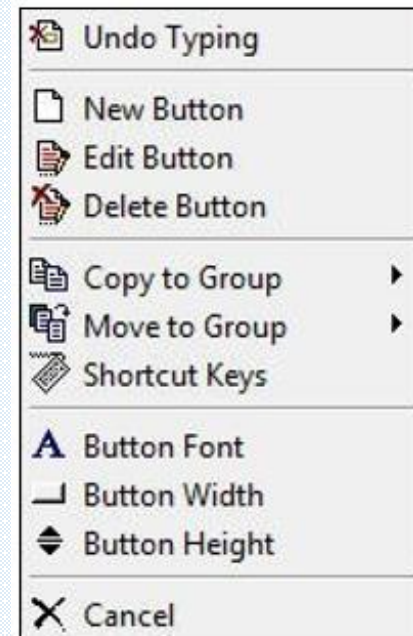 Undo Typing
New Button
Edit Button
Delete Button
Copy to Group
Move to Group
Shortcut Keys
Button Font
Button Width
Button Height
Cancel